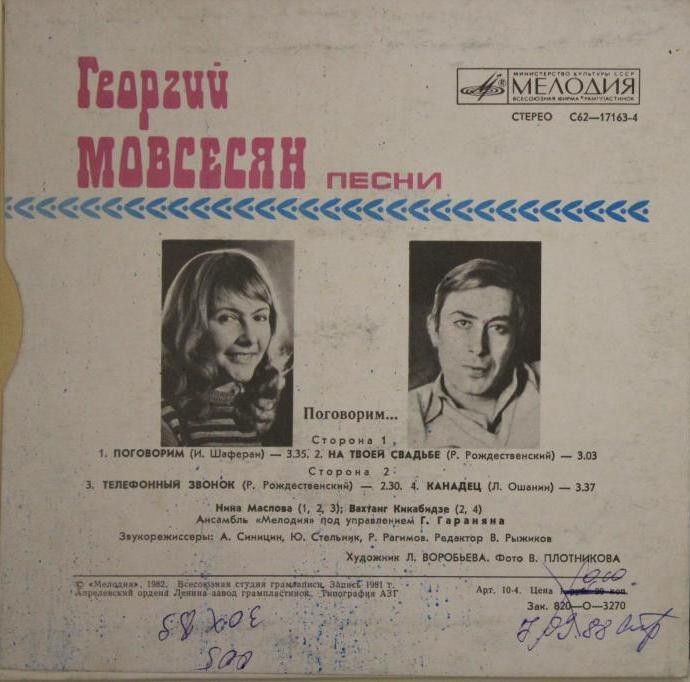 Георгий
МОВСЕСЯН ПЕСНИ
МИНИСТЕРСТВО КУЛЬТУРЫ СССР
МЕЛОДИЯ
ВСЕСОЮЗНАЯ ФИРМА ГРАМПЛАСТИНОК
СТЕРЕО С62—17163-4
Поговорим...
Сторона 1
1. ПОГОВОРИМ (И. Шаферан) — 3.35. 2. НА ТВОЕЙ СВАДЬБЕ (Р. Рождественский) — 3.03
Сторона 2
3. ТЕЛЕФОННЫЙ ЗВОНОК (Р. Рождественский) — 2.30. 4. КАНАДЕЦ (Л. Ошанин) — 3.37
Нина Маслова (1, 2, 3); Вахтанг Кикабидзе (2, 4)
Ансамбль «Мелодия» под управлением Г. Гараняна
Звукорежиссеры: А. Синицин, Ю. Стельник, Р. Рагимов. Редактор В. Рыжиков
Художник Л. ВОРОБЬЕВА. Фото В. ПЛОТНИКОВА
© «Мелодия», 1982. Всесоюзная студия грамзаписи. Запись 1981 г.
Апрелевский ордена Ленина завод грампластинок. Типография АЗГ
Арт. 10-4. Цена
Зак. 820—О—3270